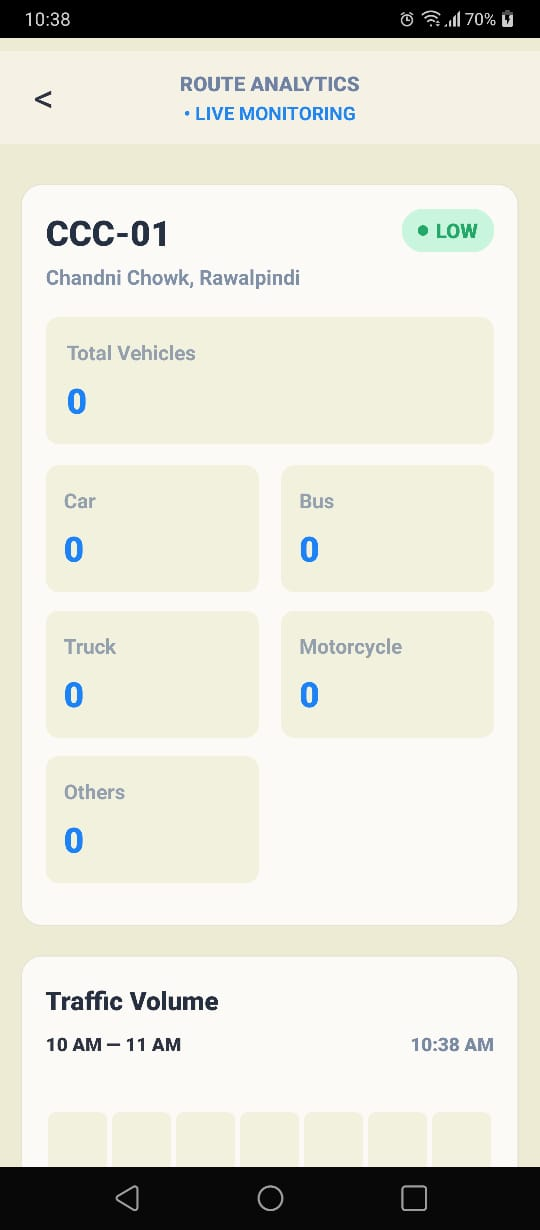 10:38
70%
<
ROUTE ANALYTICS
• LIVE MONITORING
CCC-01
• LOW
Chandni Chowk, Rawalpindi
Total Vehicles
0
Car
Bus
0
0
Truck
Motorcycle
0
0
Others
0
Traffic Volume
10 AM — 11 AM
10:38 AM